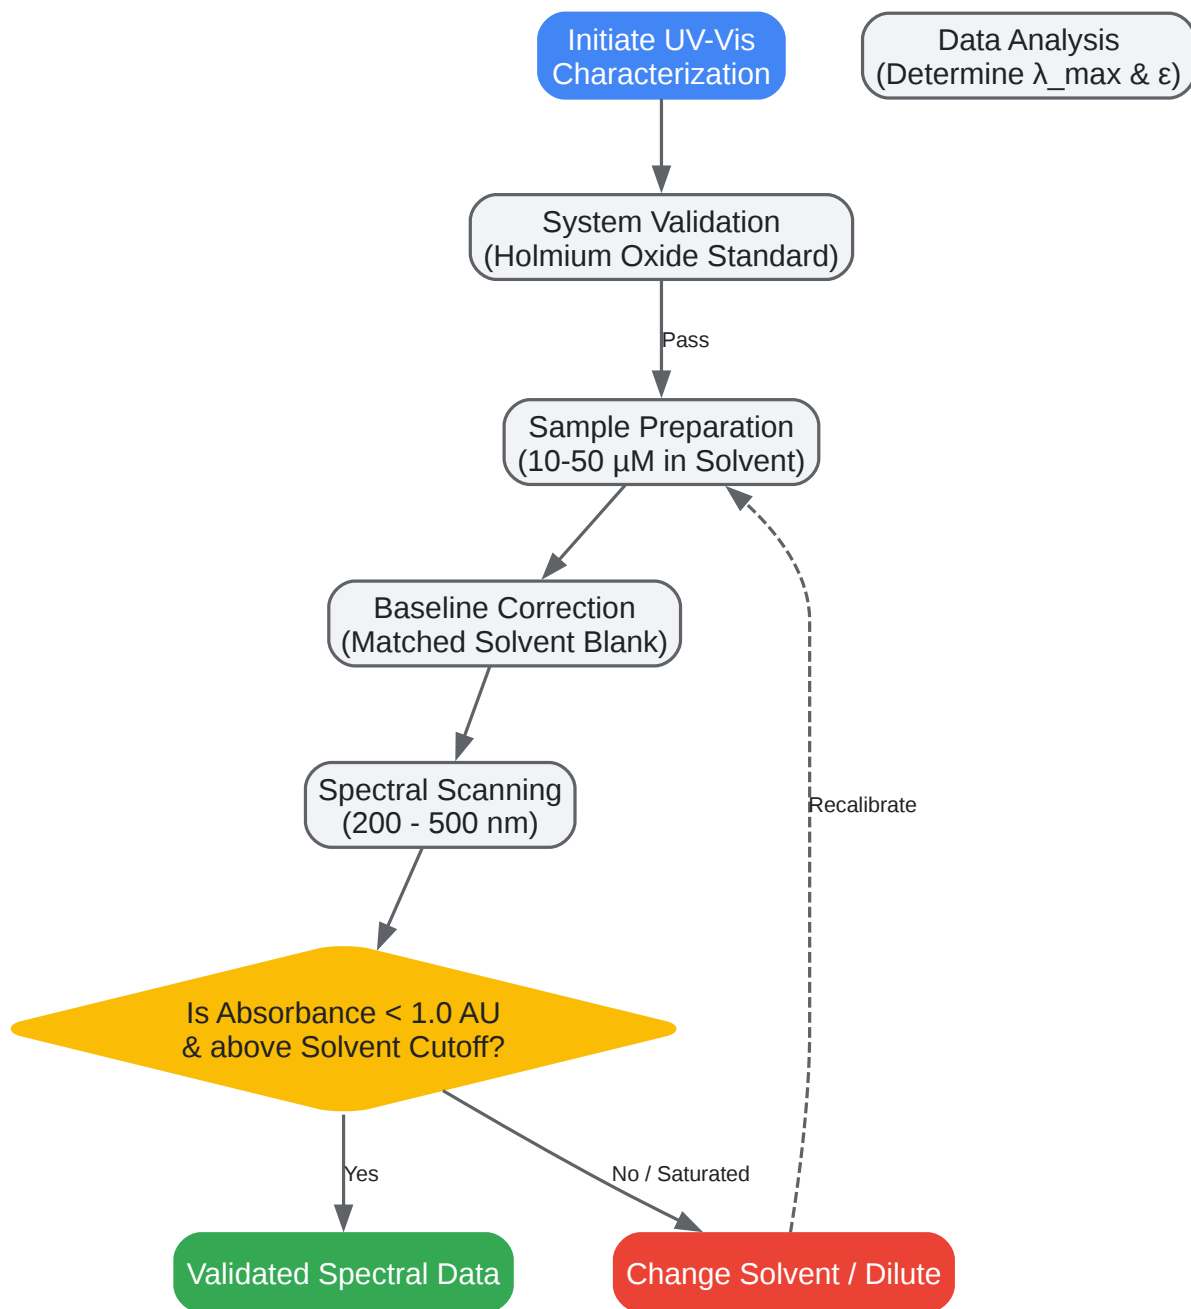 Initiate UV-Vis
Characterization
Data Analysis
(Determine λ_max & ε)
System Validation
(Holmium Oxide Standard)
Pass
Sample Preparation
(10-50 µM in Solvent)
Baseline Correction
(Matched Solvent Blank)
Spectral Scanning
(200 - 500 nm)
Recalibrate
Is Absorbance < 1.0 AU
& above Solvent Cutoff?
Yes
No / Saturated
Validated Spectral Data
Change Solvent / Dilute